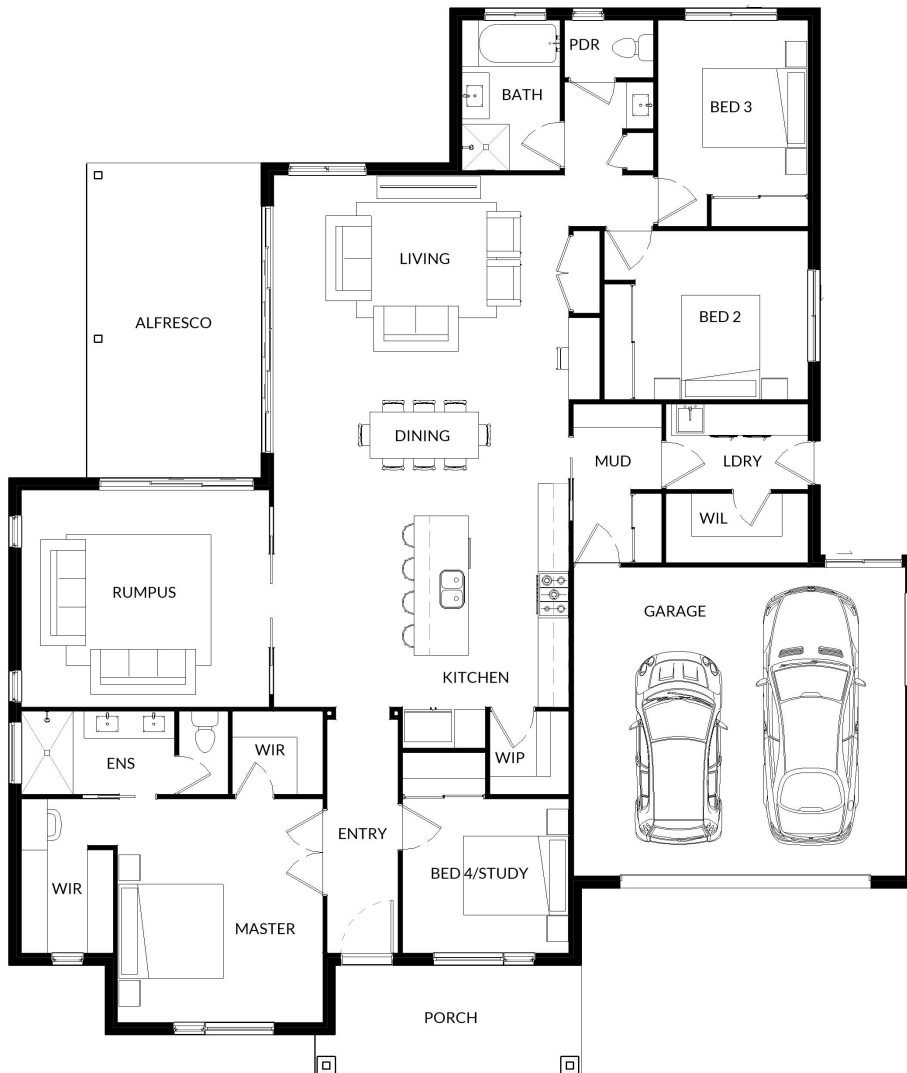 PDR
BATH
BED 3
LIVING
ALFRESCO
BED 2
DINING
MUD
LDRY
WIL
RUMPUS
GARAGE
KITCHEN
WIR
ENS
WIP
ENTRY
BED 4/STUDY
WIR
MASTER
PORCH